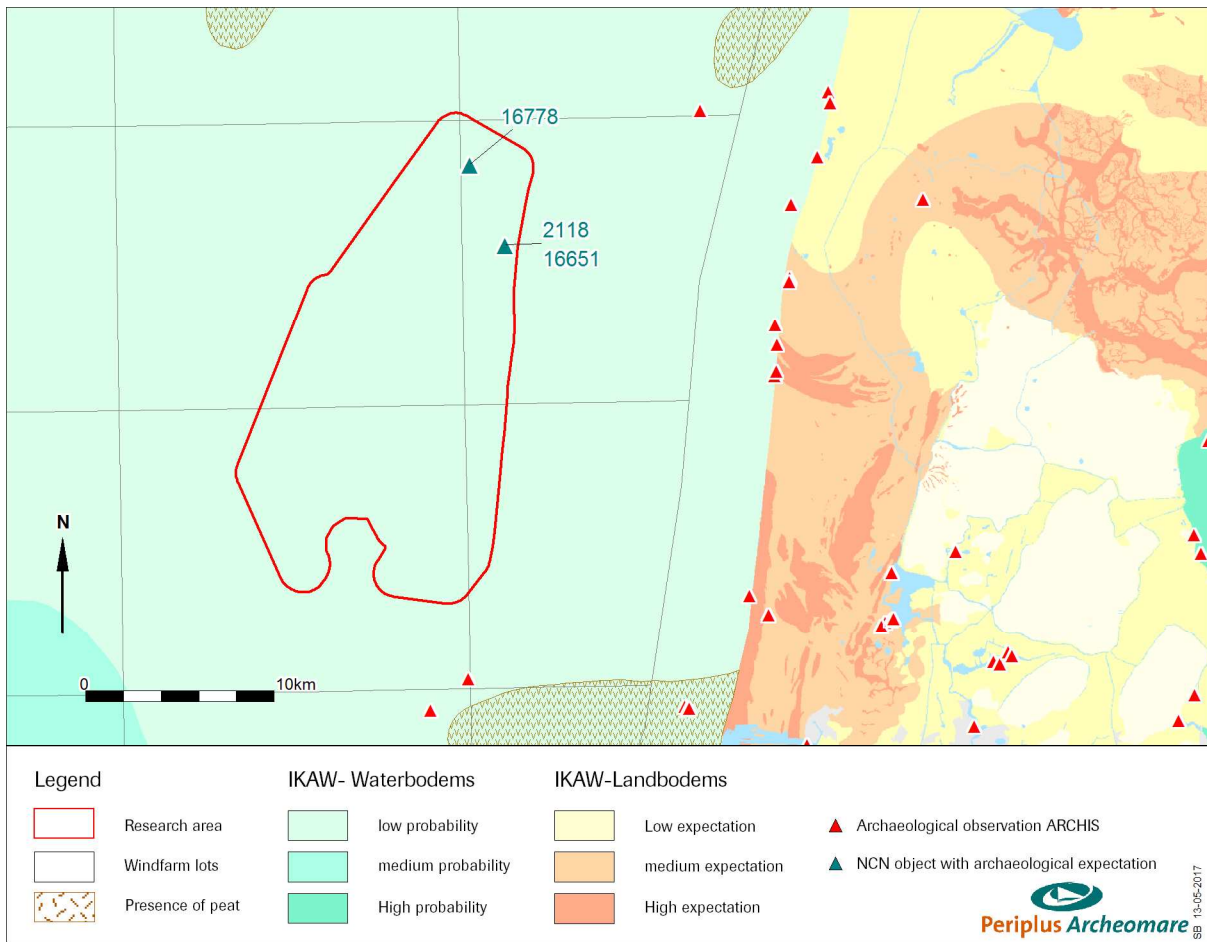 16778
2118
16651
N
0 10km
Legend
Research area
Windfarm lots
Presence of peat
IKAW- Waterbodems
low probability
medium probability
High probability
IKAW-Landbodems
Low expectation
medium expectation
High expectation
Archaeological observation ARCHIS
NCN object with archaeological expectation
Periplus Archeomare
SB 13-05-2017